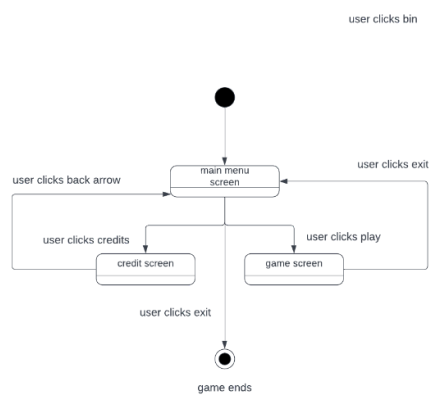 user clicks bin
main menu
screen
user clicks exit
user clicks back arrow
user clicks credits
user clicks play
credit screen
game screen
user clicks exit
game ends